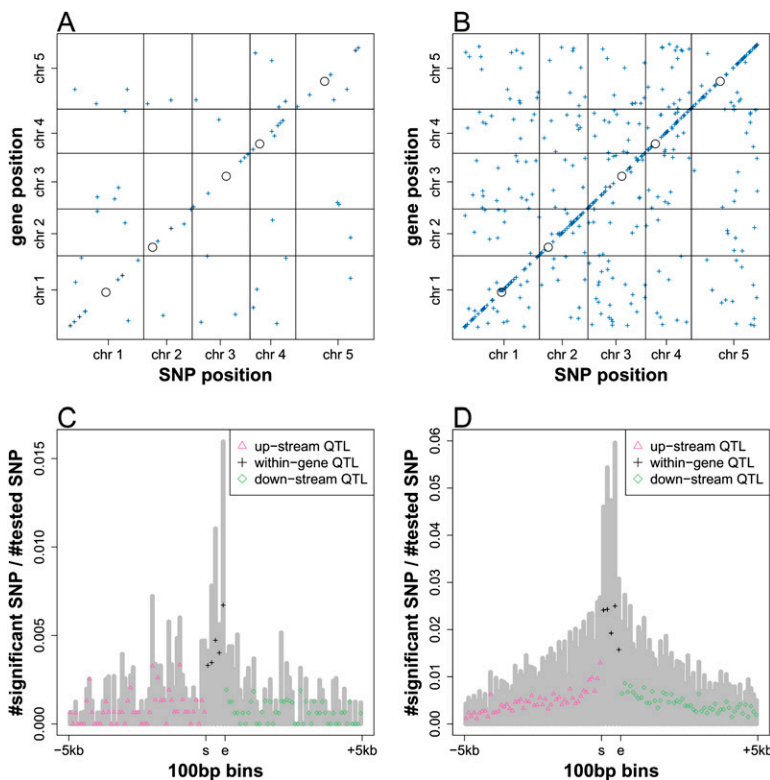 A
gene position
chr 1
chr 2
chr 3
chr 4
chr 5
chr 1
chr 2
chr 3
chr 4
chr 5
SNP position
B
gene position
chr 1
chr 2
chr 3
chr 4
chr 5
chr 1
chr 2
chr 3
chr 4
chr 5
SNP position
C
#significant SNP / #tested SNP
0.015
0.010
0.005
0.000
up-stream QTL
within-gene QTL
down-stream QTL
−5kb
s
e
+5kb
100bp bins
D
#significant SNP / #tested SNP
0.06
0.05
0.04
0.03
0.02
0.01
0.00
up-stream QTL
within-gene QTL
down-stream QTL
−5kb
s
e
+5kb
100bp bins